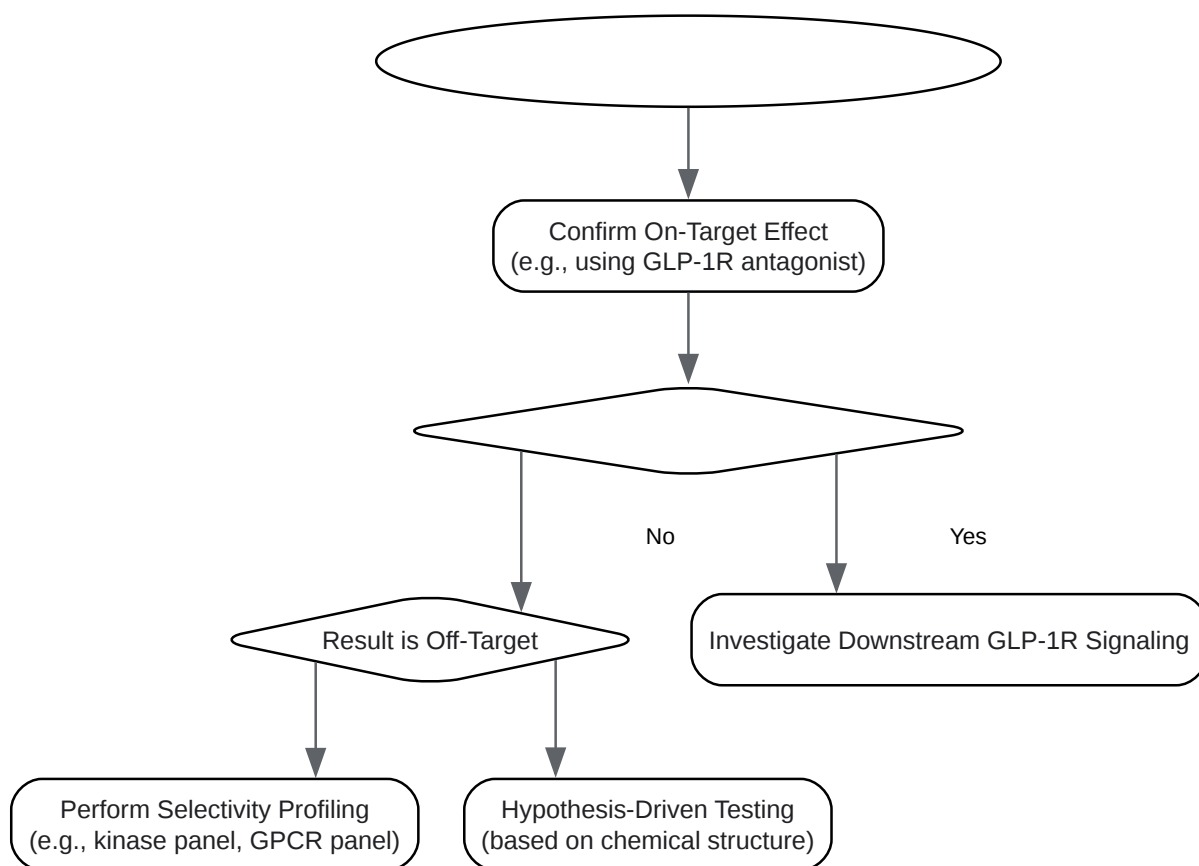 Confirm On-Target Effect
(e.g., using GLP-1R antagonist)
No
Yes
Result is Off-Target
Investigate Downstream GLP-1R Signaling
Perform Selectivity Profiling
(e.g., kinase panel, GPCR panel)
Hypothesis-Driven Testing
(based on chemical structure)